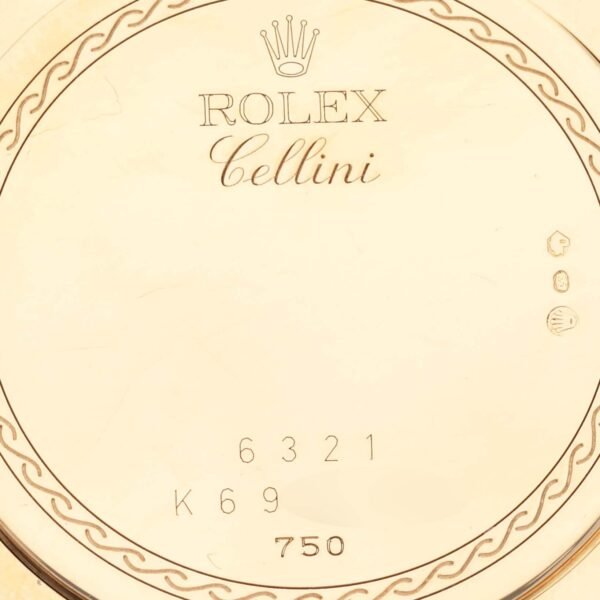 ROLEX
Cellini
6321
K69
750